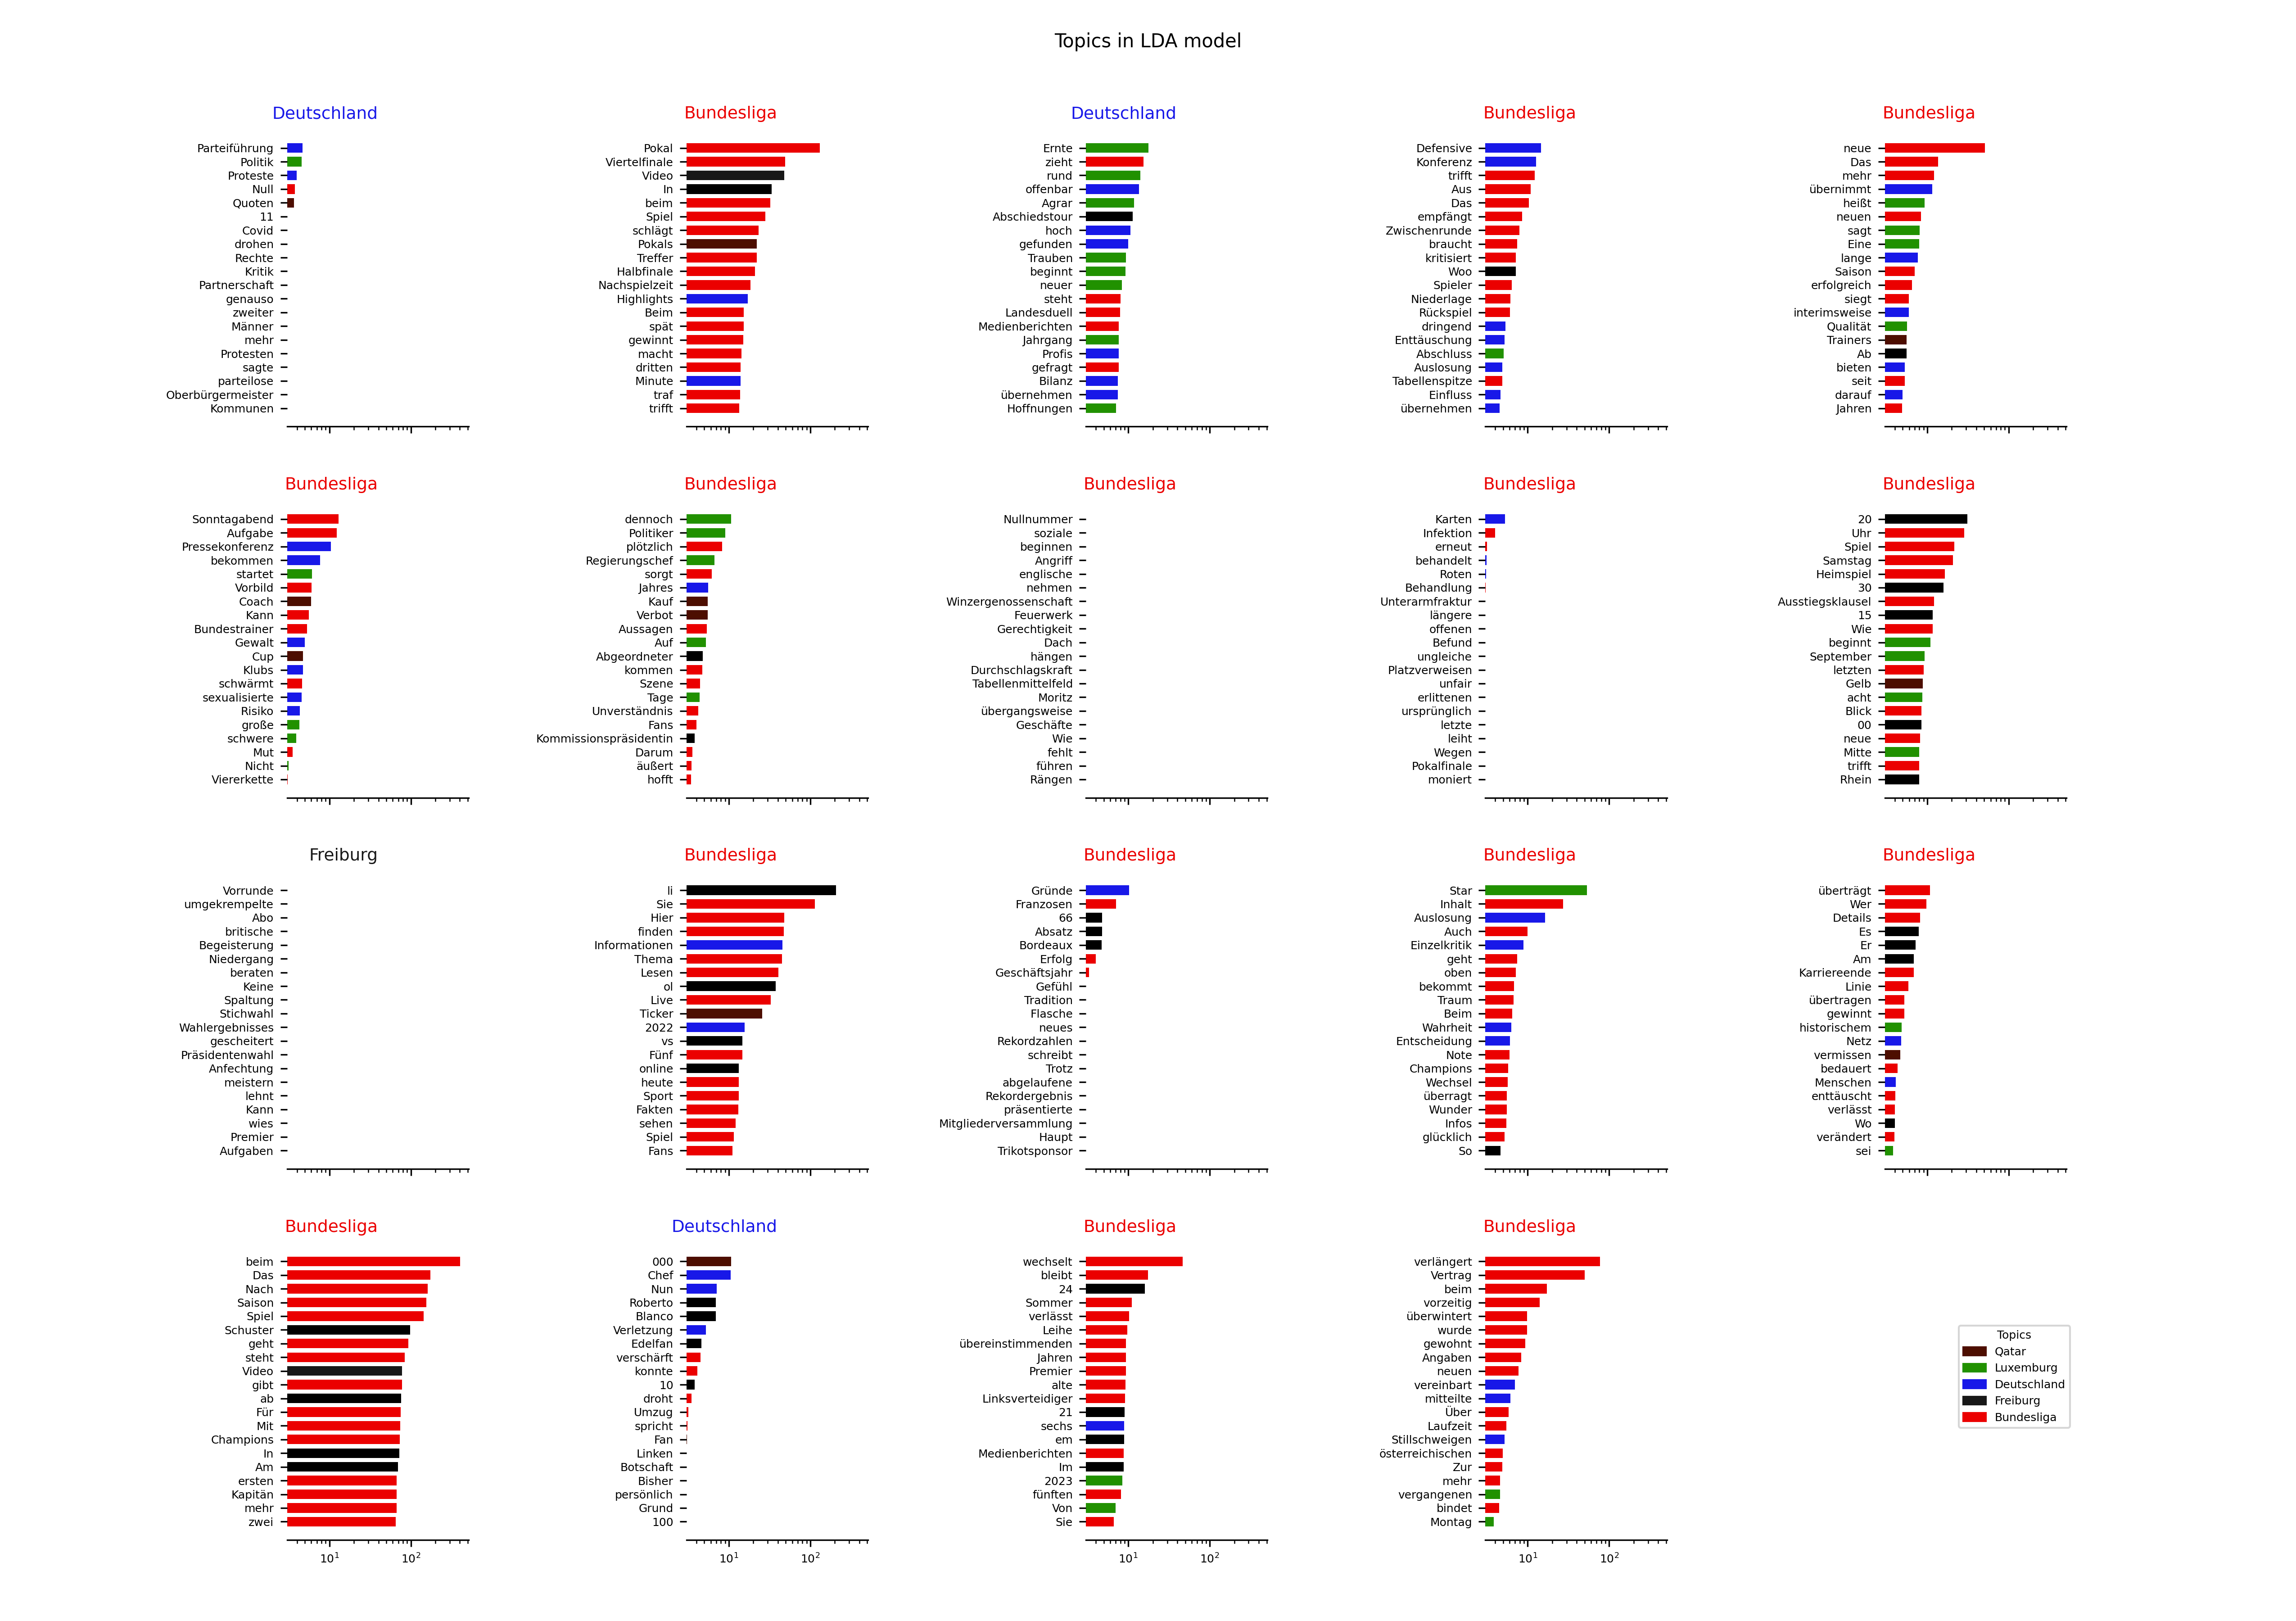 Topics in LDA model
Deutschland
Parteiführung
Politik
Proteste
Null
Quoten
11
Covid
drohen
Rechte
Kritik
Partnerschaft
genauso
zweiter
Männer
mehr
Protesten
sagte
parteilose
Oberbürgermeister
Kommunen
Bundesliga
Pokal
Viertelfinale
Video
In
beim
Spiel
schlägt
Pokals
Treffer
Halbfinale
Nachspielzeit
Highlights
Beim
spät
gewinnt
macht
dritten
Minute
traf
trifft
Deutschland
Ernte
zieht
rund
offenbar
Agrar
Abschiedstour
hoch
gefunden
Trauben
beginnt
neuer
steht
Landesduell
Medienberichten
Jahrgang
Profis
gefragt
Bilanz
übernehmen
Hoffnungen
Bundesliga
Defensive
Konferenz
trifft
Aus
Das
empfängt
Zwischenrunde
braucht
kritisiert
Woo
Spieler
Niederlage
Rückspiel
dringend
Enttäuschung
Abschluss
Auslosung
Tabellenspitze
Einfluss
übernehmen
Bundesliga
neue
Das
mehr
übernimmt
heißt
neuen
sagt
Eine
lange
Saison
erfolgreich
siegt
interimsweise
Qualität
Trainers
Ab
bieten
seit
darauf
Jahren
Bundesliga
Sonntagabend
Aufgabe
Pressekonferenz
bekommen
startet
Vorbild
Coach
Kann
Bundestrainer
Gewalt
Cup
Klubs
schwärmt
sexualisierte
Risiko
große
schwere
Mut
Nicht
Viererkette
Bundesliga
dennoch
Politiker
plötzlich
Regierungschef
sorgt
Jahres
Kauf
Verbot
Aussagen
Auf
Abgeordneter
kommen
Szene
Tage
Unverständnis
Fans
Kommissionspräsidentin
Darum
äußert
hofft
Bundesliga
Nullnummer
soziale
beginnen
Angriff
englische
nehmen
Winzergenossenschaft
Feuerwerk
Gerechtigkeit
Dach
hängen
Durchschlagskraft
Tabellenmittelfeld
Moritz
übergangsweise
Geschäfte
Wie
fehlt
führen
Rängen
Bundesliga
Karten
Infektion
erneut
behandelt
Roten
Behandlung
Unterarmfraktur
längere
offenen
Befund
ungleiche
Platzverweisen
unfair
erlittenen
ursprünglich
letzte
leiht
Wegen
Pokalfinale
moniert
Bundesliga
20
Uhr
Spiel
Samstag
Heimspiel
30
Ausstiegsklausel
15
Wie
beginnt
September
letzten
Gelb
acht
Blick
00
neue
Mitte
trifft
Rhein
Freiburg
Vorrunde
umgekrempelte
Abo
britische
Begeisterung
Niedergang
beraten
Keine
Spaltung
Stichwahl
Wahlergebnisses
gescheitert
Präsidentenwahl
Anfechtung
meistern
lehnt
Kann
wies
Premier
Aufgaben
Bundesliga
li
Sie
Hier
finden
Informationen
Thema
Lesen
ol
Live
Ticker
2022
vs
Fünf
online
heute
Sport
Fakten
sehen
Spiel
Fans
Bundesliga
Gründe
Franzosen
66
Absatz
Bordeaux
Erfolg
Geschäftsjahr
Gefühl
Tradition
Flasche
neues
Rekordzahlen
schreibt
Trotz
abgelaufene
Rekordergebnis
präsentierte
Mitgliederversammlung
Haupt
Trikotsponsor
Bundesliga
Star
Inhalt
Auslosung
Auch
Einzelkritik
geht
oben
bekommt
Traum
Beim
Wahrheit
Entscheidung
Note
Champions
Wechsel
überragt
Wunder
Infos
glücklich
So
Bundesliga
überträgt
Wer
Details
Es
Er
Am
Karriereende
Linie
übertragen
gewinnt
historischem
Netz
vermissen
bedauert
Menschen
enttäuscht
verlässt
Wo
verändert
sei
Bundesliga
beim
Das
Nach
Saison
Spiel
Schuster
geht
steht
Video
gibt
ab
Für
Mit
Champions
In
Am
ersten
Kapitän
mehr
zwei
10¹ 10²
Deutschland
000
Chef
Nun
Roberto
Blanco
Verletzung
Edelfan
verschärft
konnte
10
droht
Umzug
spricht
Fan
Linken
Botschaft
Bisher
persönlich
Grund
100
10¹ 10²
Bundesliga
wechselt
bleibt
24
Sommer
verlässt
Leihe
übereinstimmenden
Jahren
Premier
alte
Linksverteidiger
21
sechs
em
Medienberichten
Im
2023
fünften
Von
Sie
10¹ 10²
Bundesliga
verlängert
Vertrag
beim
vorzeitig
überwintert
wurde
gewohnt
Angaben
neuen
vereinbart
mitteilte
Über
Laufzeit
Stillschweigen
österreichischen
Zur
mehr
vergangenen
bindet
Montag
10¹ 10²
Topics
Qatar
Luxemburg
Deutschland
Freiburg
Bundesliga